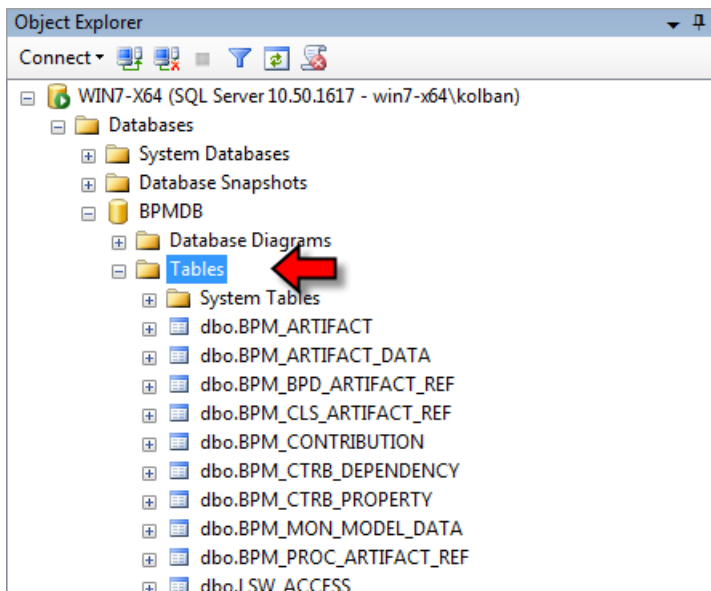 Object Explorer
Connect
WIN7-X64 (SQL Server 10.50.1617 - win7-x64\kolban)
Databases
System Databases
Database Snapshots
BPMDB
Database Diagrams
Tables
System Tables
dbo.BPM_ARTIFACT
dbo.BPM_ARTIFACT_DATA
dbo.BPM_BPD_ARTIFACT_REF
dbo.BPM_CLS_ARTIFACT_REF
dbo.BPM_CONTRIBUTION
dbo.BPM_CTRB_DEPENDENCY
dbo.BPM_CTRB_PROPERTY
dbo.BPM_MON_MODEL_DATA
dbo.BPM_PROC_ARTIFACT_REF
dbo.LSW_ACCESS